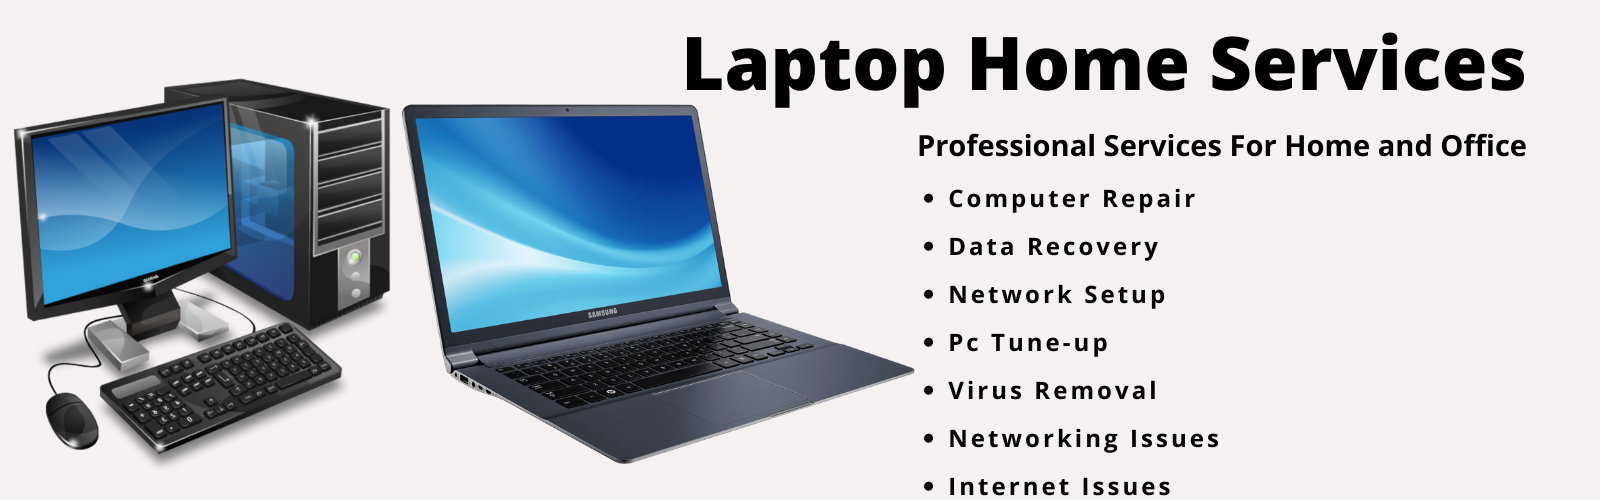 Laptop Home Services
Professional Services For Home and Office
• Computer Repair
• Data Recovery
• Network Setup
• Pc Tune-up
• Virus Removal
• Networking Issues
• Internet Issues
SAMSUNG